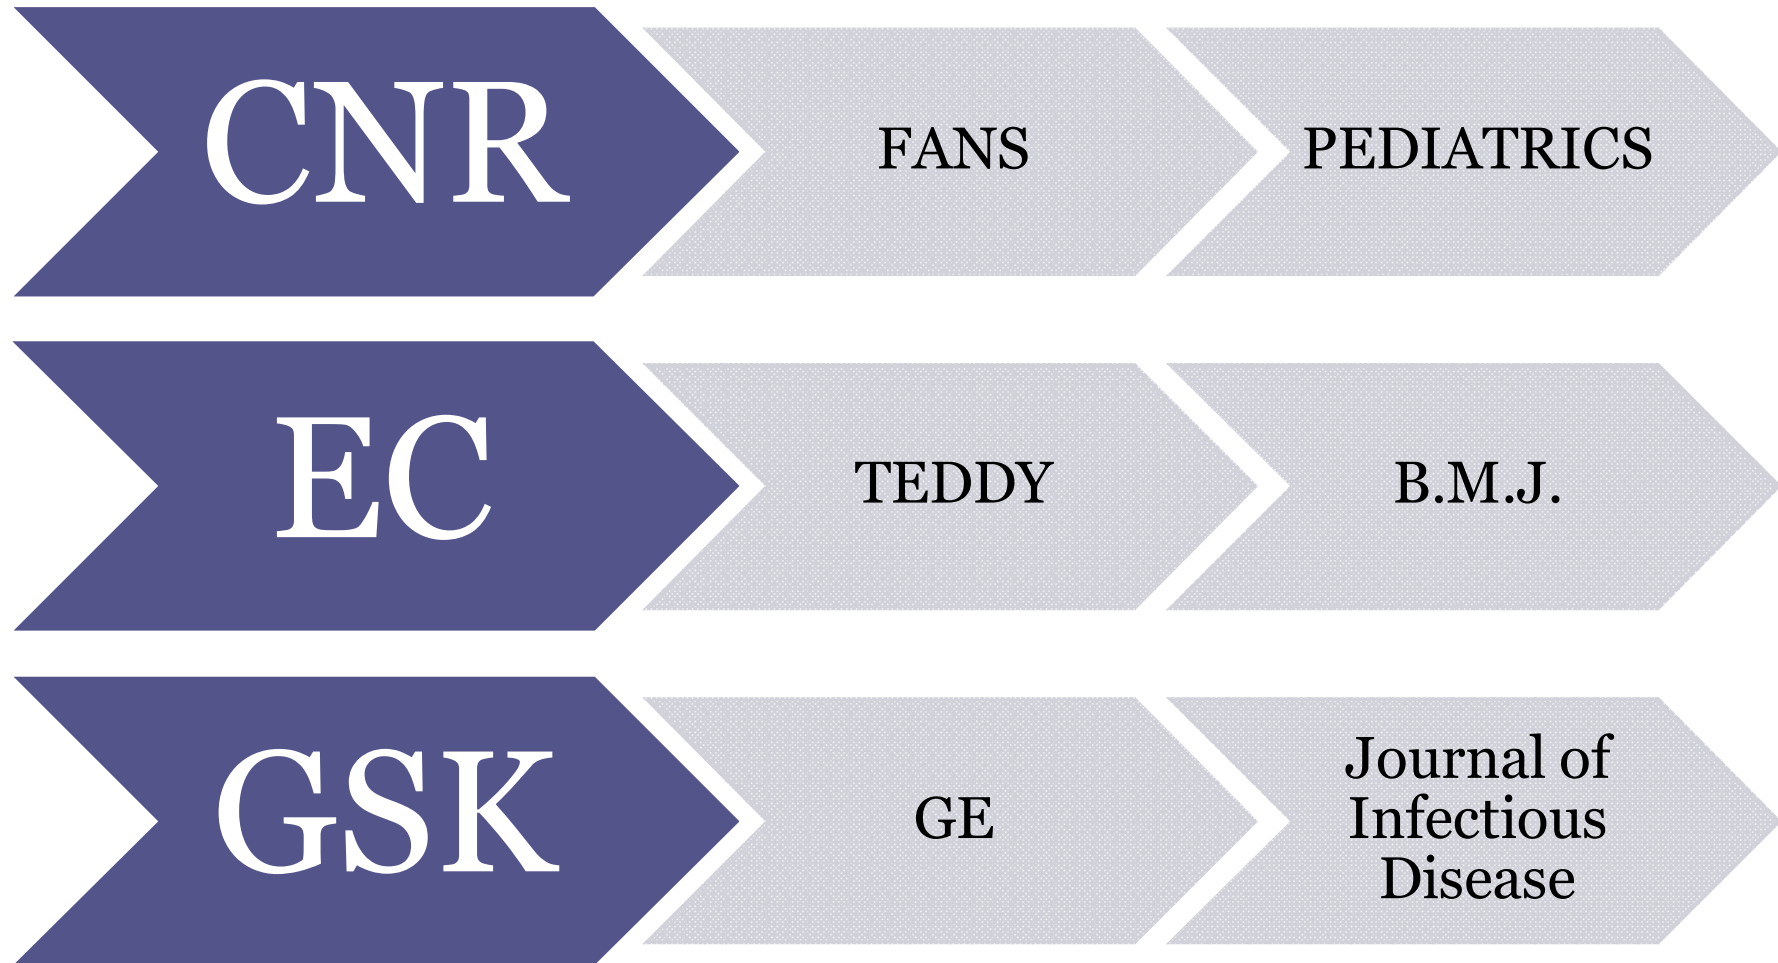 CNR
FANS
PEDIATRICS
EC
TEDDY
B.M.J.
GSK
GE
Journal of
Infectious
Disease